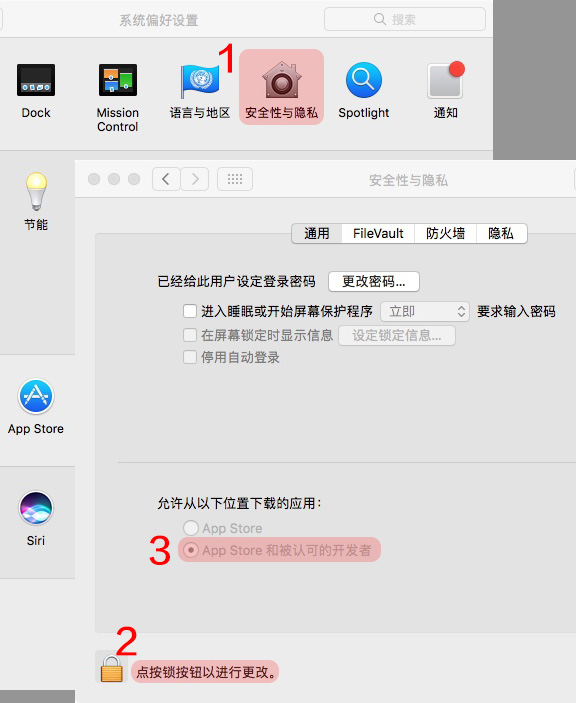 系统偏好设置
搜索
1
Dock
Mission
Control
语言与地区
安全性与隐私
Spotlight
通知
节能
安全性与隐私
通用
FileVault
防火墙
隐私
已经给此用户设定登录密码
更改密码...
进入睡眠或开始屏幕保护程序
立即
要求输入密码
在屏幕锁定时显示信息
设定锁定信息...
停用自动登录
App Store
Siri
允许从以下位置下载的应用：
App Store
3
App Store 和被认可的开发者
2
点按锁按钮以进行更改。